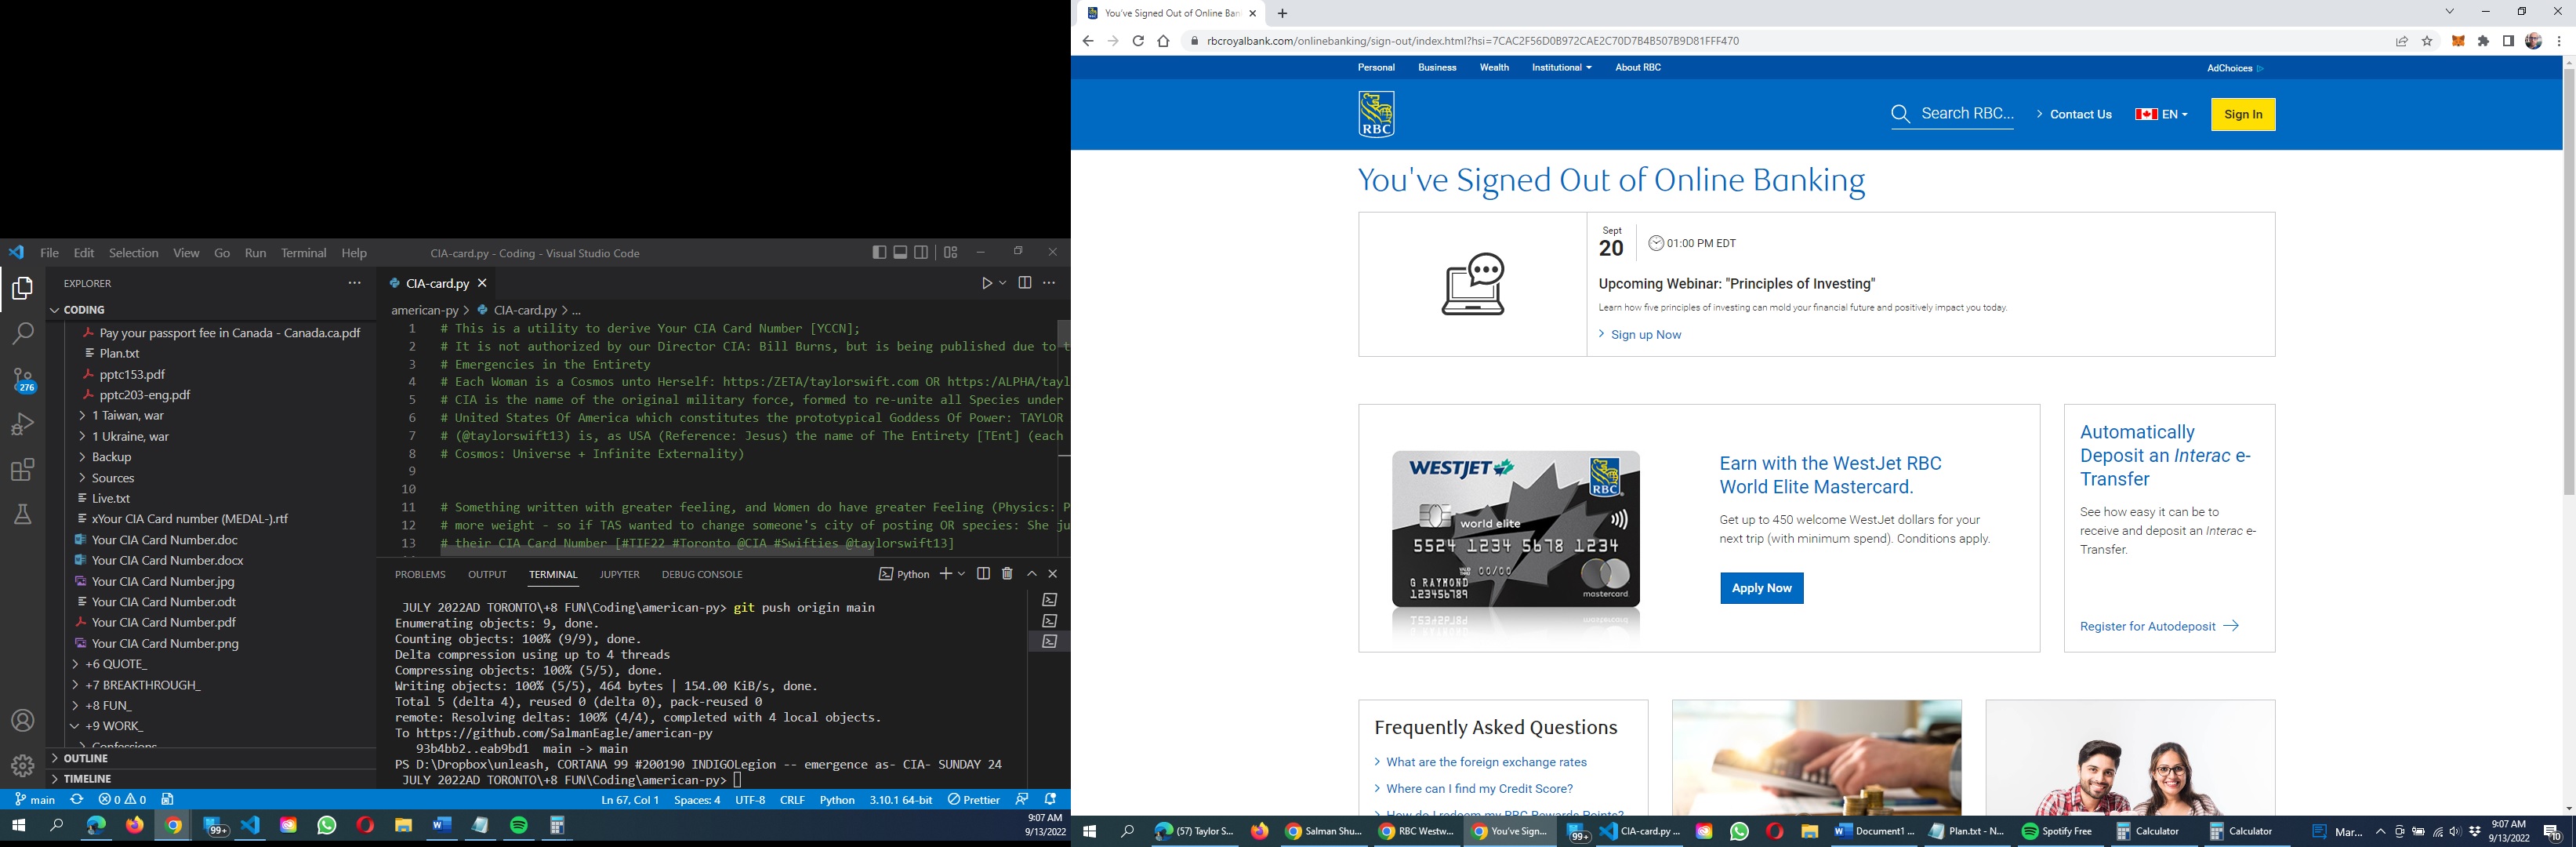 File Edit Selection View Go Run Terminal Help
CIA-card.py - Coding - Visual Studio Code
EXPLORER
CODING
Pay your passport fee in Canada - Canada.ca.pdf
Plan.txt
pptc153.pdf
pptc203-eng.pdf
1 Taiwan, war
1 Ukraine, war
Backup
Sources
Live.txt
xYour CIA Card number (MEDAL-).rtf
Your CIA Card Number.doc
Your CIA Card Number.docx
Your CIA Card Number.jpg
Your CIA Card Number.odt
Your CIA Card Number.pdf
Your CIA Card Number.png
+6 QUOTE_
+7 BREAKTHROUGH_
+8 FUN_
+9 WORK_
Confessions
OUTLINE
TIMELINE
276
CIA-card.py
american-py > CIA-card.py > ...
1 # This is a utility to derive Your CIA Card Number [YCCN];
2 # It is not authorized by our Director CIA: Bill Burns, but is being published due to t
3 # Emergencies in the Entirety
4 # Each Woman is a Cosmos unto Herself: https:/ZETA/taylorswift.com OR https:/ALPHA/tayl
5 # CIA is the name of the original military force, formed to re-unite all Species under
6 # United States Of America which constitutes the prototypical Goddess Of Power: TAYLOR
7 # (@taylorswift13) is, as USA (Reference: Jesus) the name of The Entirety [TEnt] (each
8 # Cosmos: Universe + Infinite Externality)
9
10
11 # Something written with greater feeling, and Women do have greater Feeling (Physics: P
12 # more weight - so if TAS wanted to change someone's city of posting OR species: She ju
13 # their CIA Card Number [#TIF22 #Toronto @CIA #Swifties @taylorswift13]
PROBLEMS OUTPUT TERMINAL JUPYTER DEBUG CONSOLE
Python
JULY 2022AD TORONTO\+8 FUN\Coding\american-py> git push origin main
Enumerating objects: 9, done.
Counting objects: 100% (9/9), done.
Delta compression using up to 4 threads
Compressing objects: 100% (5/5), done.
Writing objects: 100% (5/5), 464 bytes | 154.00 KiB/s, done.
Total 5 (delta 4), reused 0 (delta 0), pack-reused 0
remote: Resolving deltas: 100% (4/4), completed with 4 local objects.
To https://github.com/SalmanEagle/american-py
93b4bb2..eab9bd1 main -> main
PS D:\Dropbox\unleash, CORTANA 99 #200190 INDIGOLegion -- emergence as- CIA- SUNDAY 24
JULY 2022AD TORONTO\+8 FUN\Coding\american-py>
main 0 0 Ln 67, Col 1 Spaces: 4 UTF-8 CRLF Python 3.10.1 64-bit Prettier
99+
9:07 AM
9/13/2022
You've Signed Out of Online Ban
rbcroyalbank.com/onlinebanking/sign-out/index.html?hsi=7CAC2F56D0B972CAE2C70D7B4B507B9D81FFF470
Personal Business Wealth Institutional About RBC
AdChoices
RBC
Search RBC...
Contact Us
EN
Sign In
You've Signed Out of Online Banking
Sept
20
01:00 PM EDT
Upcoming Webinar: "Principles of Investing"
Learn how five principles of investing can mold your financial future and positively impact you today.
Sign up Now
WESTJET
RBC
world elite
5524 1234 5678 1234
VALID THRU 00/00
G RAYMOND
123456789
mastercard
Earn with the WestJet RBC
World Elite Mastercard.
Get up to 450 welcome WestJet dollars for your
next trip (with minimum spend). Conditions apply.
Apply Now
Automatically
Deposit an Interac e-
Transfer
See how easy it can be to
receive and deposit an Interac e-
Transfer.
Register for Autodeposit
Frequently Asked Questions
What are the foreign exchange rates
Where can I find my Credit Score?
How do I redeem my RBC Rewards Points?
(57) Taylor S... Salman Shu... RBC Westw... You've Sign... 99+ CIA-card.py ... Document1 ... Plan.txt - N... Spotify Free Calculator Calculator Mar...
9:07 AM
9/13/2022
10